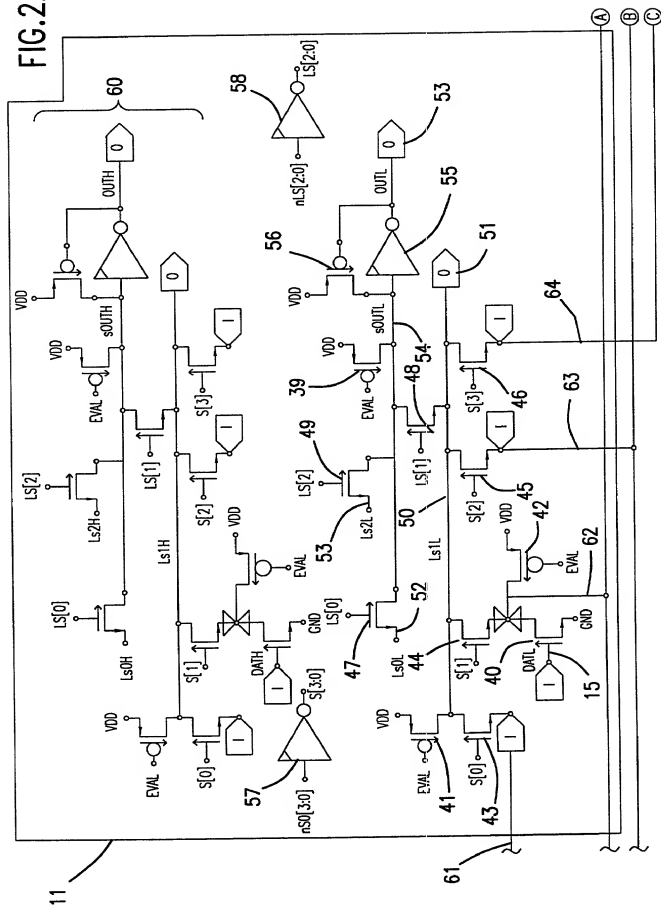 FIG.2
A
B
C
11
60
58
nLS[2:0]
LS[2:0]
OUTH
0
VDD
sOUTH
VDD
EVAL
LS[2]
Ls2H
LS[0]
Ls0H
LS[1]
0
S[3]
I
S[2]
I
Ls1H
VDD
EVAL
S[1]
GND
DATH
I
VDD
EVAL
S[0]
I
57
nS0[3:0]
S[3:0]
OUTL
0
53
56
55
VDD
sOUTL
54
VDD
39
EVAL
49
LS[2]
53
Ls2L
LS[0]
47
52
Ls0L
48
LS[1]
0
51
50
Ls1L
S[3]
I
46
64
S[2]
I
45
63
VDD
42
EVAL
62
44
S[1]
GND
40
DATL
15
I
VDD
EVAL
41
S[0]
43
I
61